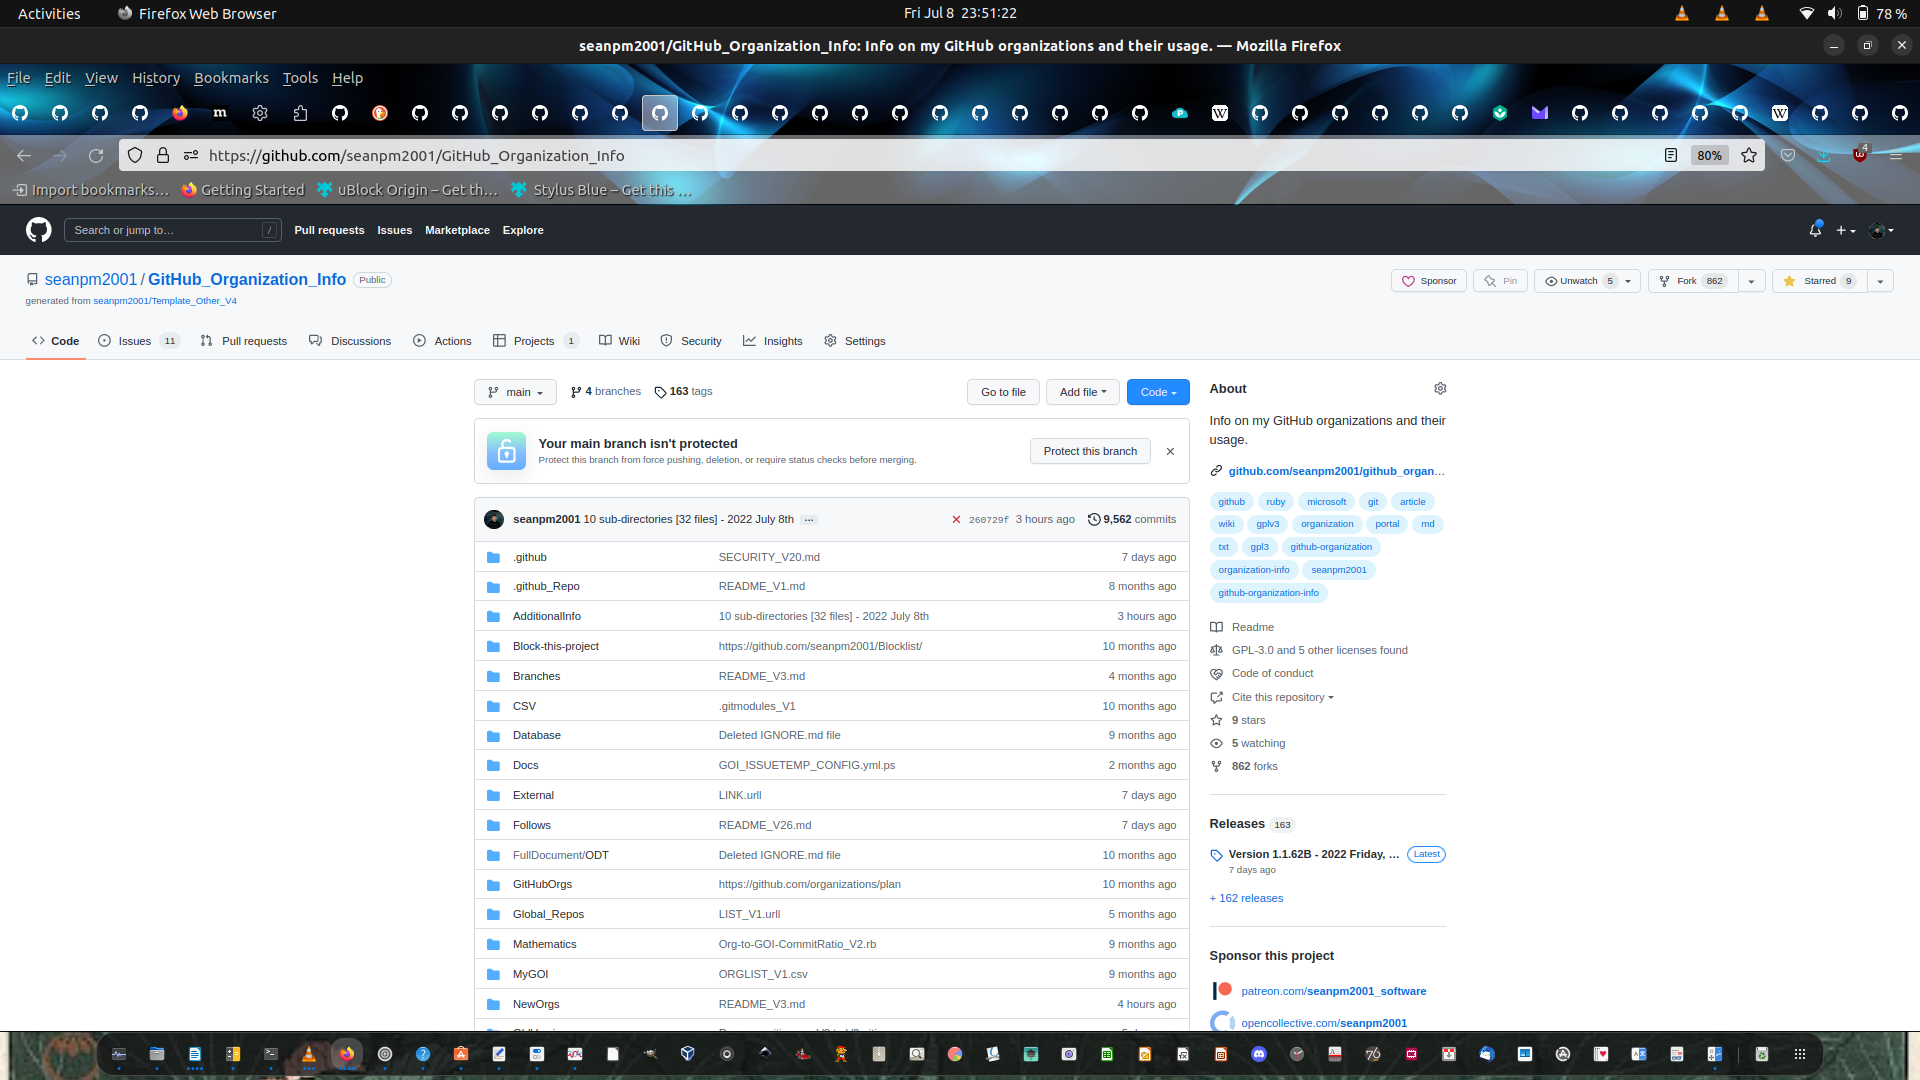 Activities Firefox Web Browser Fri Jul 8 23:51:22 78 %
seanpm2001/GitHub_Organization_Info: Info on my GitHub organizations and their usage. — Mozilla Firefox
File Edit View History Bookmarks Tools Help
https://github.com/seanpm2001/GitHub_Organization_Info 80% 4
Import bookmarks… Getting Started uBlock Origin – Get th… Stylus Blue – Get this …
Search or jump to… / Pull requests Issues Marketplace Explore
seanpm2001 / GitHub_Organization_Info Public Sponsor Pin Unwatch 5 Fork 862 Starred 9
generated from seanpm2001/Template_Other_V4
Code Issues 11 Pull requests Discussions Actions Projects 1 Wiki Security Insights Settings
main 4 branches 163 tags Go to file Add file Code
Your main branch isn't protected
Protect this branch from force pushing, deletion, or require status checks before merging.
Protect this branch
seanpm2001 10 sub-directories [32 files] - 2022 July 8th ... 260729f 3 hours ago 9,562 commits
.github SECURITY_V20.md 7 days ago
.github_Repo README_V1.md 8 months ago
AdditionalInfo 10 sub-directories [32 files] - 2022 July 8th 3 hours ago
Block-this-project https://github.com/seanpm2001/Blocklist/ 10 months ago
Branches README_V3.md 4 months ago
CSV .gitmodules_V1 10 months ago
Database Deleted IGNORE.md file 9 months ago
Docs GOI_ISSUETEMP_CONFIG.yml.ps 2 months ago
External LINK.urll 7 days ago
Follows README_V26.md 7 days ago
FullDocument/ODT Deleted IGNORE.md file 10 months ago
GitHubOrgs https://github.com/organizations/plan 10 months ago
Global_Repos LIST_V1.urll 5 months ago
Mathematics Org-to-GOI-CommitRatio_V2.rb 9 months ago
MyGOI ORGLIST_V1.csv 9 months ago
NewOrgs README_V3.md 4 hours ago
About
Info on my GitHub organizations and their
usage.
github.com/seanpm2001/github_organ…
github ruby microsoft git article
wiki gplv3 organization portal md
txt gpl3 github-organization
organization-info seanpm2001
github-organization-info
Readme
GPL-3.0 and 5 other licenses found
Code of conduct
Cite this repository
9 stars
5 watching
862 forks
Releases 163
Version 1.1.62B - 2022 Friday, … Latest
7 days ago
+ 162 releases
Sponsor this project
patreon.com/seanpm2001_software
opencollective.com/seanpm2001